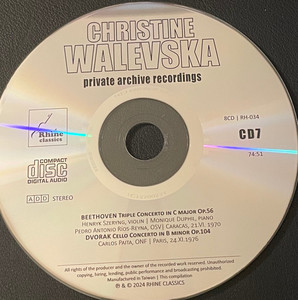 CHRISTINE
WALEVSKA
private archive recordings
Rhine
classics
8CD | RH-034
CD7
74:51
COMPACT
disc
DIGITAL AUDIO
ADD STEREO
BEETHOVEN TRIPLE CONCERTO IN C MAJOR OP.56
HENRYK SZERYNG, VIOLIN | MONIQUE DUPHIL, PIANO
PEDRO ANTONIO RIOS-REYNA, OSV | CARACAS, 21.VI. 1970
DVORAK CELLO CONCERTO IN B MINOR OP.104
CARLOS PAITA, ONF | PARIS, 24.XI.1976
All rights of the producer and the owner of the recorded work reserved. Unauthorised
copying, hiring, lending, public performance and broadcasting prohibited.
Manufactured in Taiwan | This compilation
℗ & © 2024 RHINE CLASSICS.